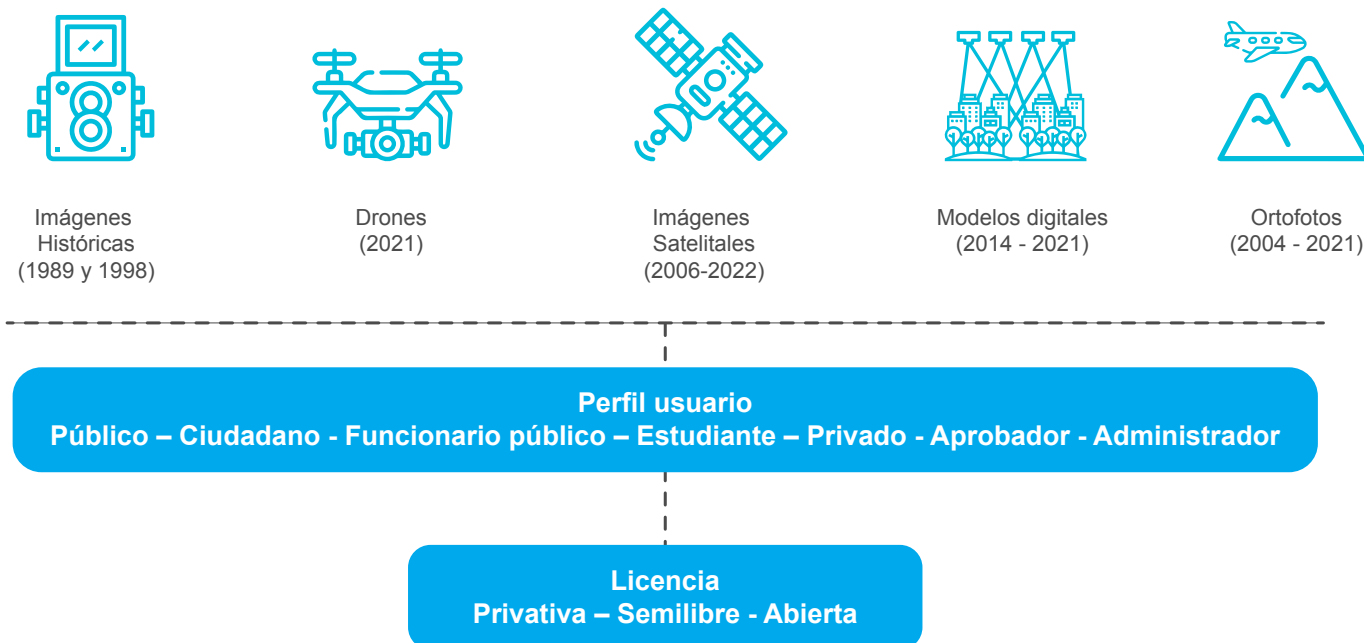 Imágenes
Históricas
(1989 y 1998)
Drones
(2021)
Imágenes
Satelitales
(2006-2022)
Modelos digitales
(2014 - 2021)
Ortofotos
(2004 - 2021)
Perfil usuario
Público – Ciudadano - Funcionario público – Estudiante – Privado - Aprobador - Administrador
Licencia
Privativa – Semilibre - Abierta